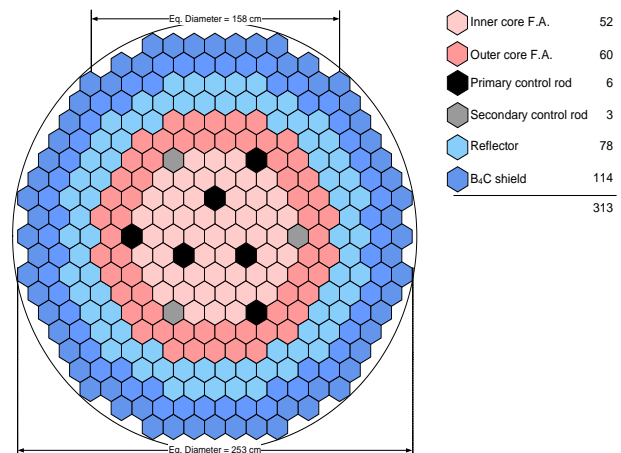 Eq. Diameter = 158 cm
Inner core F.A. 52
Outer core F.A. 60
Primary control rod 6
Secondary control rod 3
Reflector 78
B₄C shield 114
313
Eq. Diameter = 253 cm